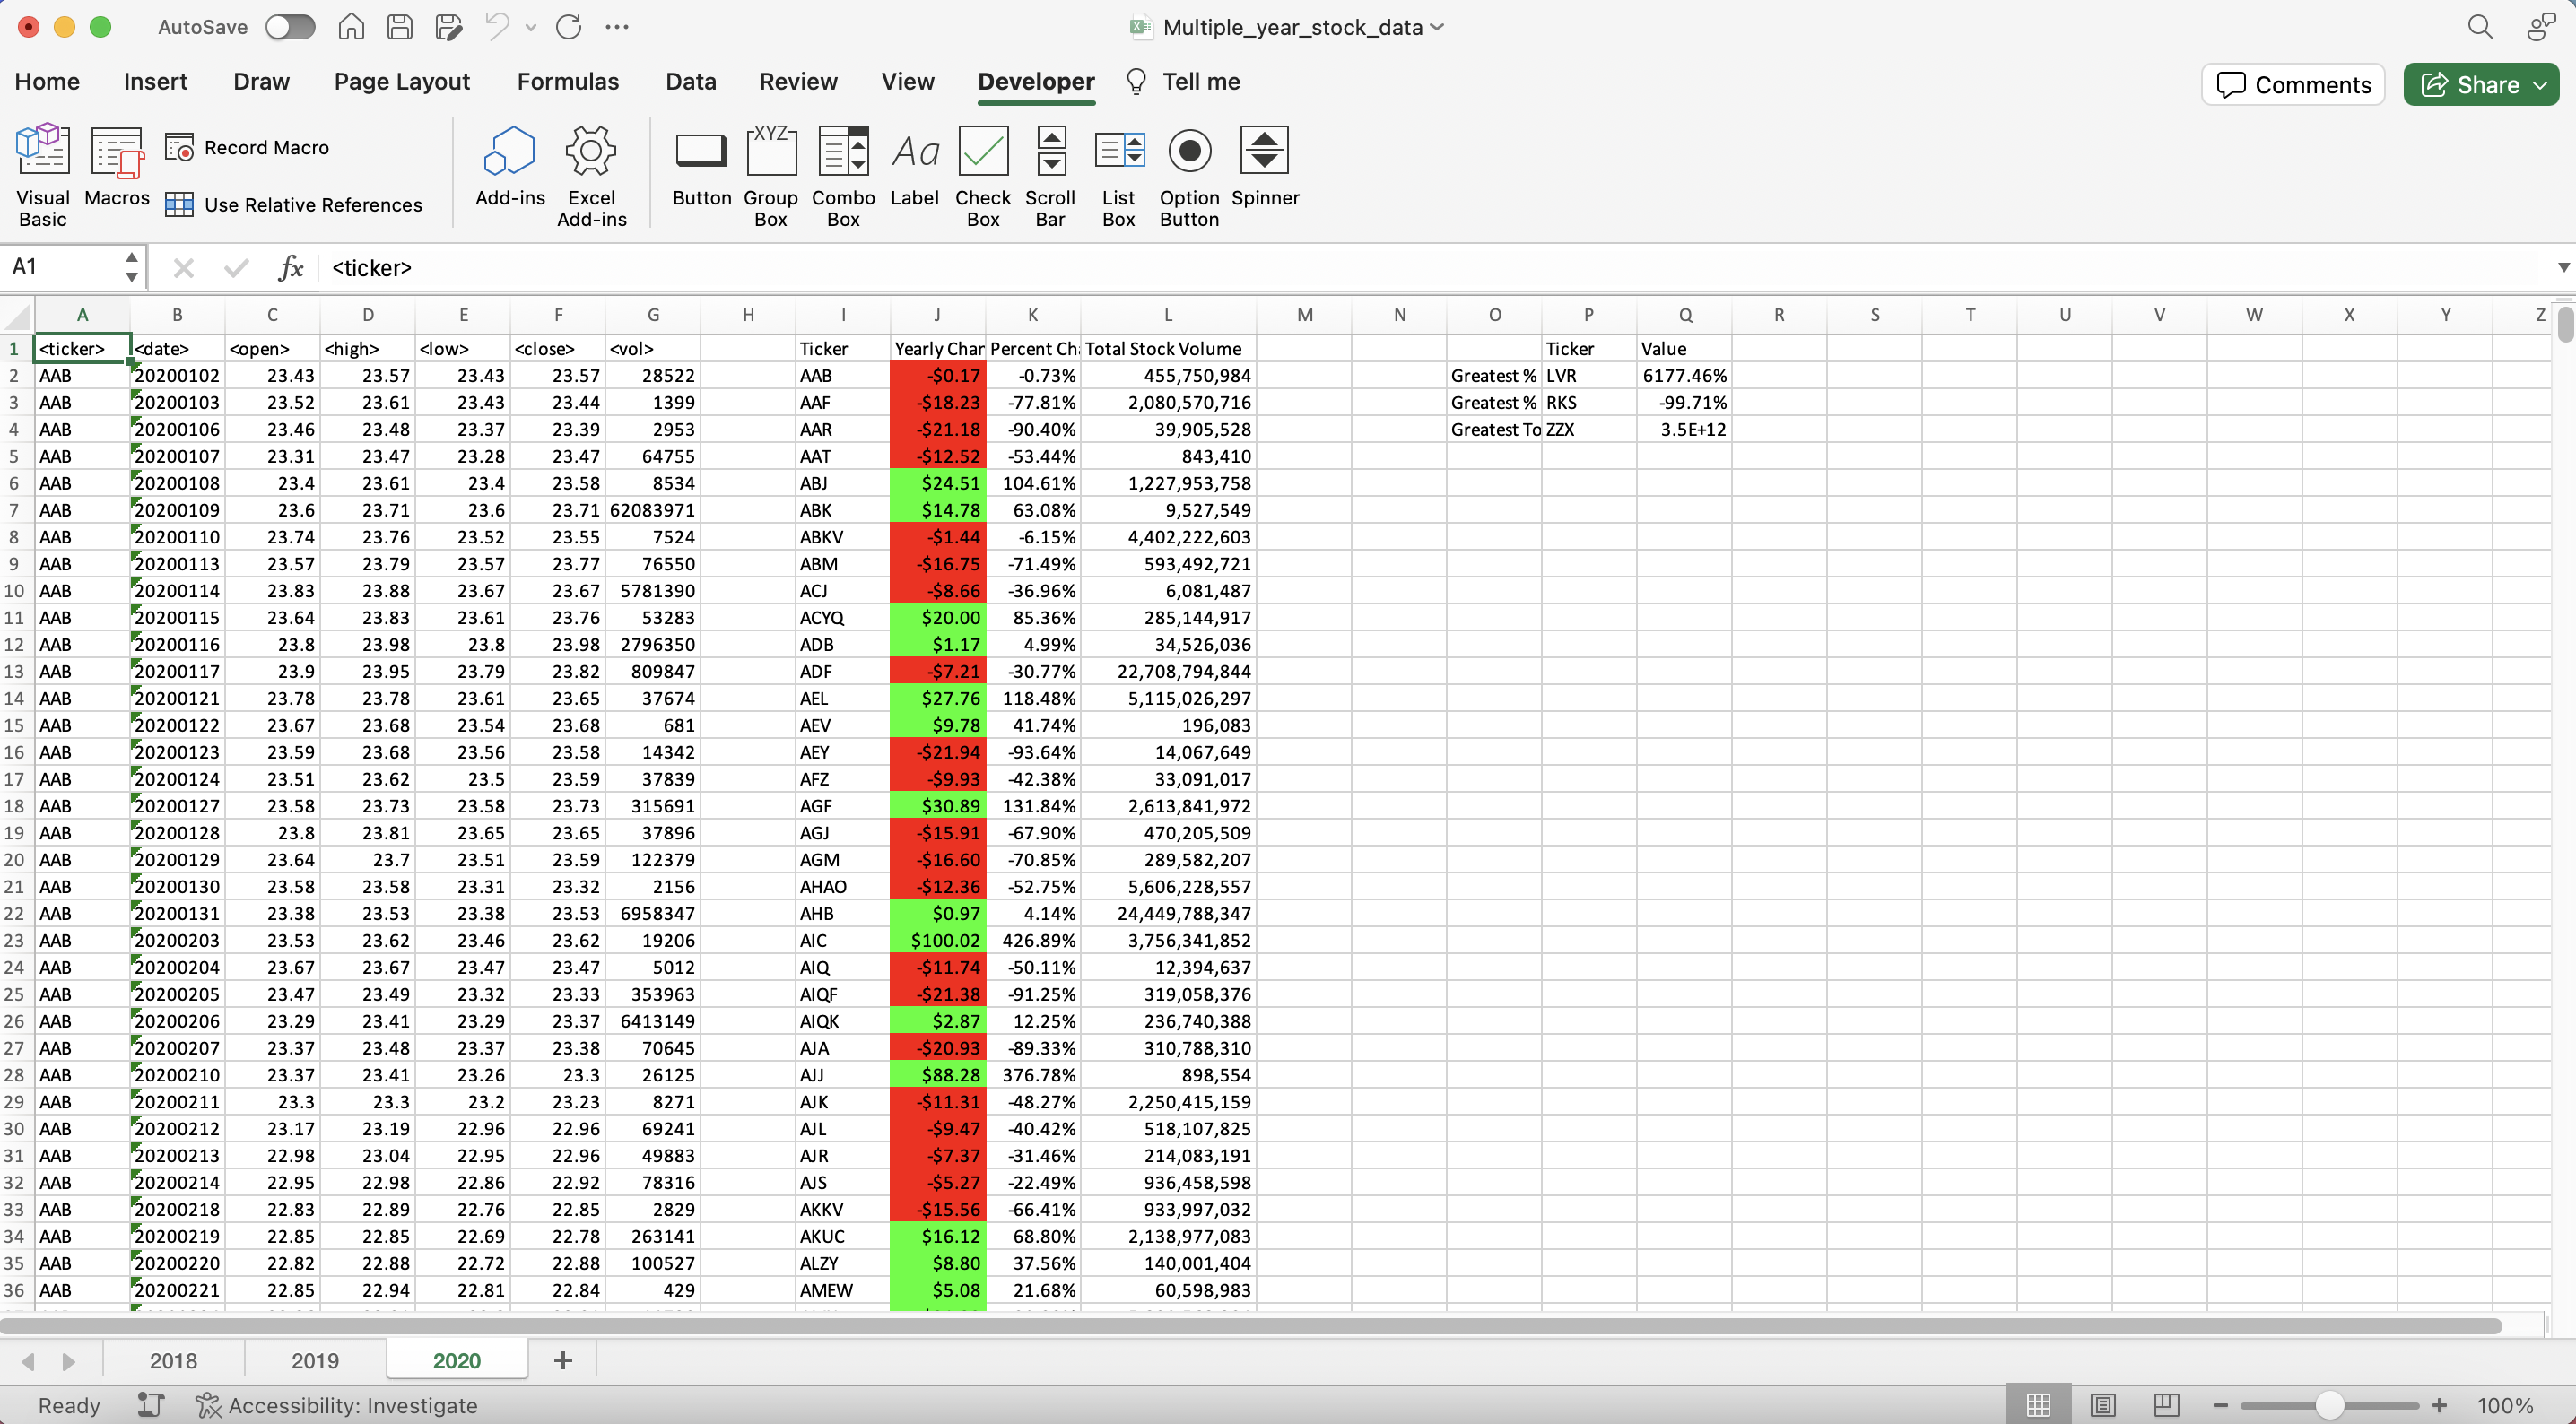 AutoSave Multiple_year_stock_data
Home Insert Draw Page Layout Formulas Data Review View Developer Tell me Comments Share
Visual Basic Macros Record Macro Use Relative References Add-ins Excel Add-ins Button Group Box Combo Box Label Check Box Scroll Bar List Box Option Button Spinner
A1 fx <ticker>
A B C D E F G H I J K L M N O P Q R S T U V W X Y Z
1 <ticker> <date> <open> <high> <low> <close> <vol> Ticker Yearly Char Percent Ch Total Stock Volume Ticker Value
2 AAB 20200102 23.43 23.57 23.43 23.57 28522 AAB -$0.17 -0.73% 455,750,984 Greatest % LVR 6177.46%
3 AAB 20200103 23.52 23.61 23.43 23.44 1399 AAF -$18.23 -77.81% 2,080,570,716 Greatest % RKS -99.71%
4 AAB 20200106 23.46 23.48 23.37 23.39 2953 AAR -$21.18 -90.40% 39,905,528 Greatest To ZZX 3.5E+12
5 AAB 20200107 23.31 23.47 23.28 23.47 64755 AAT -$12.52 -53.44% 843,410
6 AAB 20200108 23.4 23.61 23.4 23.58 8534 ABJ $24.51 104.61% 1,227,953,758
7 AAB 20200109 23.6 23.71 23.6 23.71 62083971 ABK $14.78 63.08% 9,527,549
8 AAB 20200110 23.74 23.76 23.52 23.55 7524 ABKV -$1.44 -6.15% 4,402,222,603
9 AAB 20200113 23.57 23.79 23.57 23.77 76550 ABM -$16.75 -71.49% 593,492,721
10 AAB 20200114 23.83 23.88 23.67 23.67 5781390 ACJ -$8.66 -36.96% 6,081,487
11 AAB 20200115 23.64 23.83 23.61 23.76 53283 ACYQ $20.00 85.36% 285,144,917
12 AAB 20200116 23.8 23.98 23.8 23.98 2796350 ADB $1.17 4.99% 34,526,036
13 AAB 20200117 23.9 23.95 23.79 23.82 809847 ADF -$7.21 -30.77% 22,708,794,844
14 AAB 20200121 23.78 23.78 23.61 23.65 37674 AEL $27.76 118.48% 5,115,026,297
15 AAB 20200122 23.67 23.68 23.54 23.68 681 AEV $9.78 41.74% 196,083
16 AAB 20200123 23.59 23.68 23.56 23.58 14342 AEY -$21.94 -93.64% 14,067,649
17 AAB 20200124 23.51 23.62 23.5 23.59 37839 AFZ -$9.93 -42.38% 33,091,017
18 AAB 20200127 23.58 23.73 23.58 23.73 315691 AGF $30.89 131.84% 2,613,841,972
19 AAB 20200128 23.8 23.81 23.65 23.65 37896 AGJ -$15.91 -67.90% 470,205,509
20 AAB 20200129 23.64 23.7 23.51 23.59 122379 AGM -$16.60 -70.85% 289,582,207
21 AAB 20200130 23.58 23.58 23.31 23.32 2156 AHAO -$12.36 -52.75% 5,606,228,557
22 AAB 20200131 23.38 23.53 23.38 23.53 6958347 AHB $0.97 4.14% 24,449,788,347
23 AAB 20200203 23.53 23.62 23.46 23.62 19206 AIC $100.02 426.89% 3,756,341,852
24 AAB 20200204 23.67 23.67 23.47 23.47 5012 AIQ -$11.74 -50.11% 12,394,637
25 AAB 20200205 23.47 23.49 23.32 23.33 353963 AIQF -$21.38 -91.25% 319,058,376
26 AAB 20200206 23.29 23.41 23.29 23.37 6413149 AIQK $2.87 12.25% 236,740,388
27 AAB 20200207 23.37 23.48 23.37 23.38 70645 AJA -$20.93 -89.33% 310,788,310
28 AAB 20200210 23.37 23.41 23.26 23.3 26125 AJJ $88.28 376.78% 898,554
29 AAB 20200211 23.3 23.3 23.2 23.23 8271 AJK -$11.31 -48.27% 2,250,415,159
30 AAB 20200212 23.17 23.19 22.96 22.96 69241 AJL -$9.47 -40.42% 518,107,825
31 AAB 20200213 22.98 23.04 22.95 22.96 49883 AJR -$7.37 -31.46% 214,083,191
32 AAB 20200214 22.95 22.98 22.86 22.92 78316 AJS -$5.27 -22.49% 936,458,598
33 AAB 20200218 22.83 22.89 22.76 22.85 2829 AKKV -$15.56 -66.41% 933,997,032
34 AAB 20200219 22.85 22.85 22.69 22.78 263141 AKUC $16.12 68.80% 2,138,977,083
35 AAB 20200220 22.82 22.88 22.72 22.88 100527 ALZY $8.80 37.56% 140,001,404
36 AAB 20200221 22.85 22.94 22.81 22.84 429 AMEW $5.08 21.68% 60,598,983
2018 2019 2020 +
Ready Accessibility: Investigate 100%